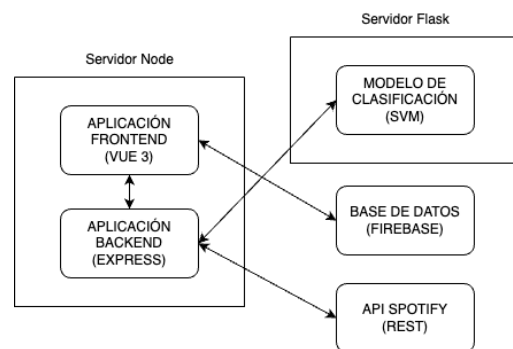 Servidor Flask
Servidor Node
MODELO DE
CLASIFICACIÓN
(SVM)
APLICACIÓN
FRONTEND
(VUE 3)
APLICACIÓN
BACKEND
(EXPRESS)
BASE DE DATOS
(FIREBASE)
API SPOTIFY
(REST)